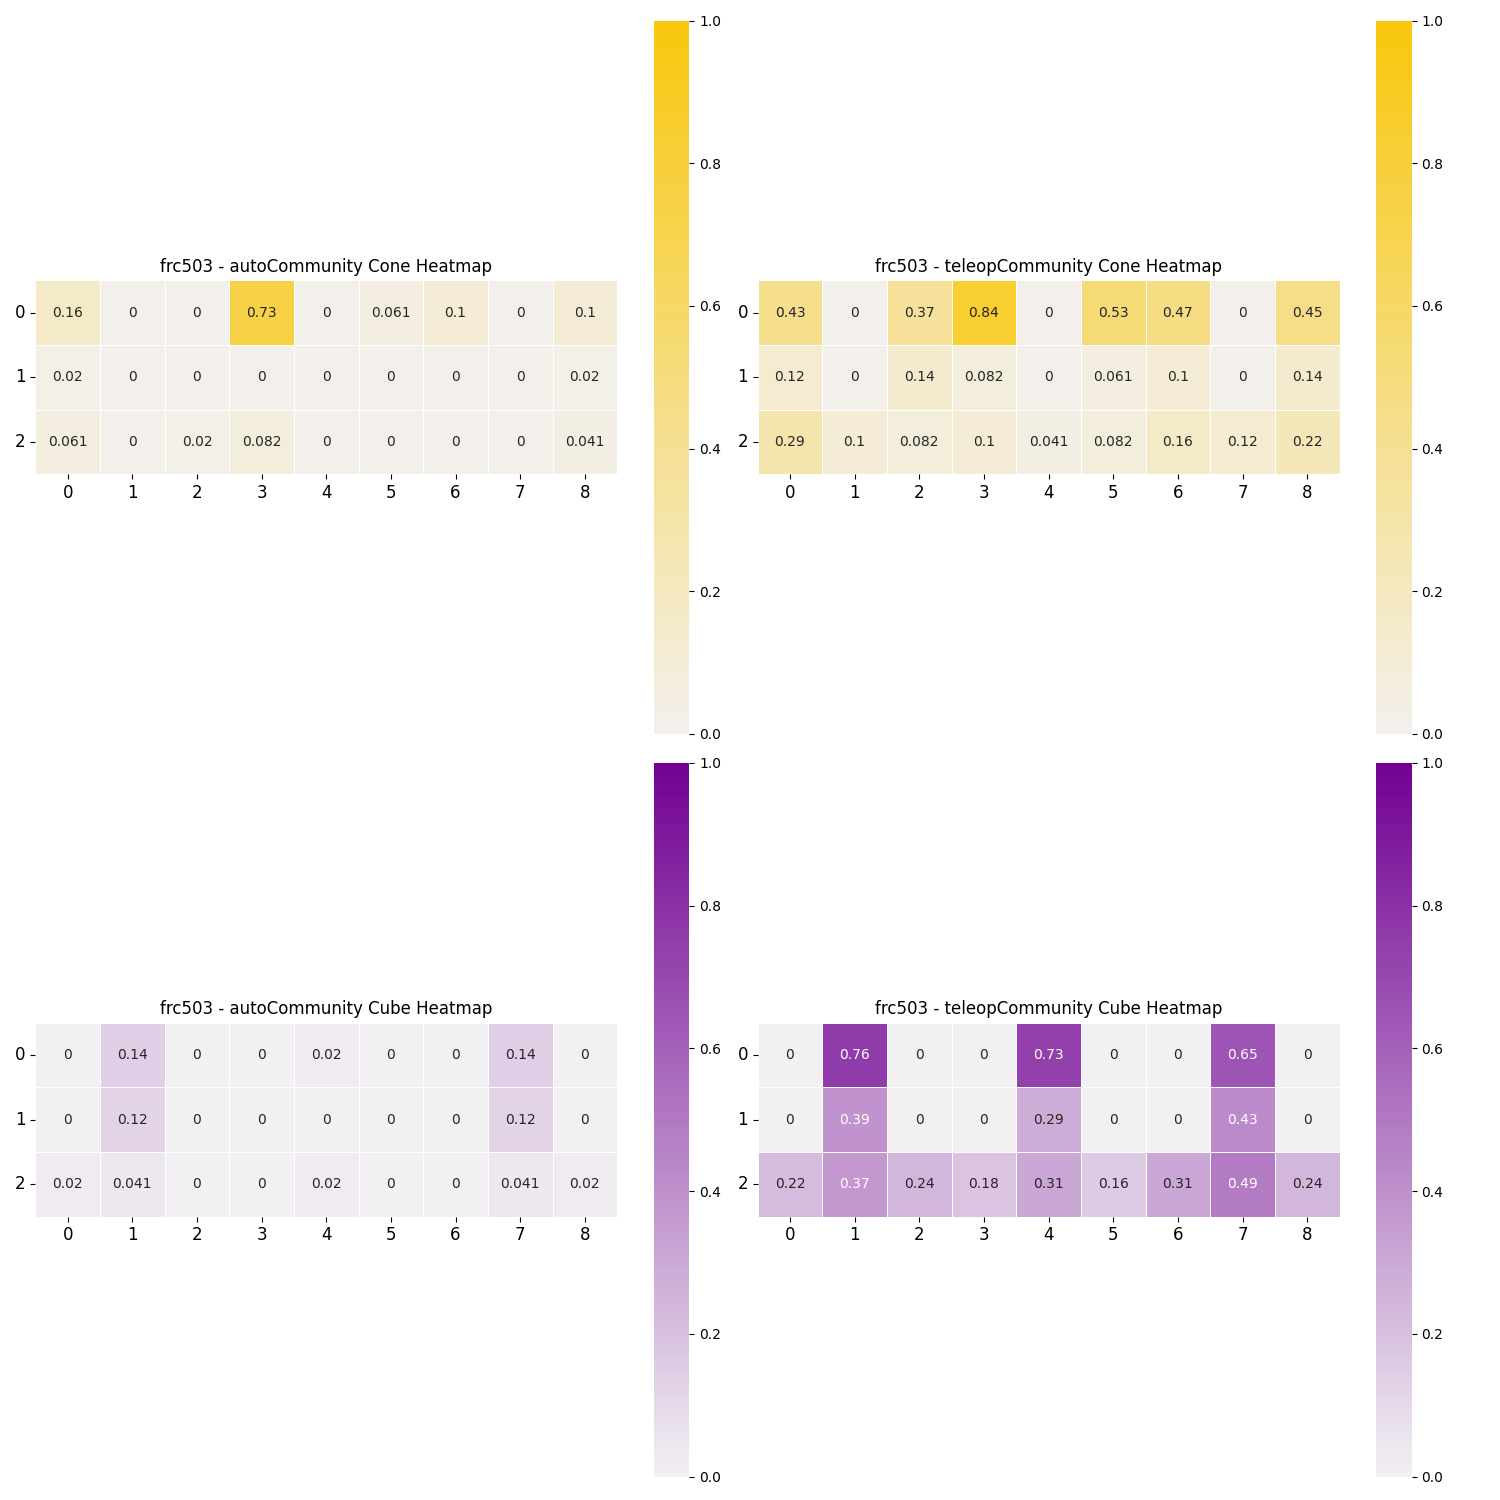 frc503 - autoCommunity Cone Heatmap
0 0.16 0 0 0.73 0 0.061 0.1 0 0.1
1 0.02 0 0 0 0 0 0 0 0.02
2 0.061 0 0.02 0.082 0 0 0 0 0.041
0 1 2 3 4 5 6 7 8
1.0
0.8
0.6
0.4
0.2
0.0
frc503 - teleopCommunity Cone Heatmap
0 0.43 0 0.37 0.84 0 0.53 0.47 0 0.45
1 0.12 0 0.14 0.082 0 0.061 0.1 0 0.14
2 0.29 0.1 0.082 0.1 0.041 0.082 0.16 0.12 0.22
0 1 2 3 4 5 6 7 8
1.0
0.8
0.6
0.4
0.2
0.0
frc503 - autoCommunity Cube Heatmap
0 0 0.14 0 0 0.02 0 0 0.14 0
1 0 0.12 0 0 0 0 0 0.12 0
2 0.02 0.041 0 0 0.02 0 0 0.041 0.02
0 1 2 3 4 5 6 7 8
1.0
0.8
0.6
0.4
0.2
0.0
frc503 - teleopCommunity Cube Heatmap
0 0 0.76 0 0 0.73 0 0 0.65 0
1 0 0.39 0 0 0.29 0 0 0.43 0
2 0.22 0.37 0.24 0.18 0.31 0.16 0.31 0.49 0.24
0 1 2 3 4 5 6 7 8
1.0
0.8
0.6
0.4
0.2
0.0